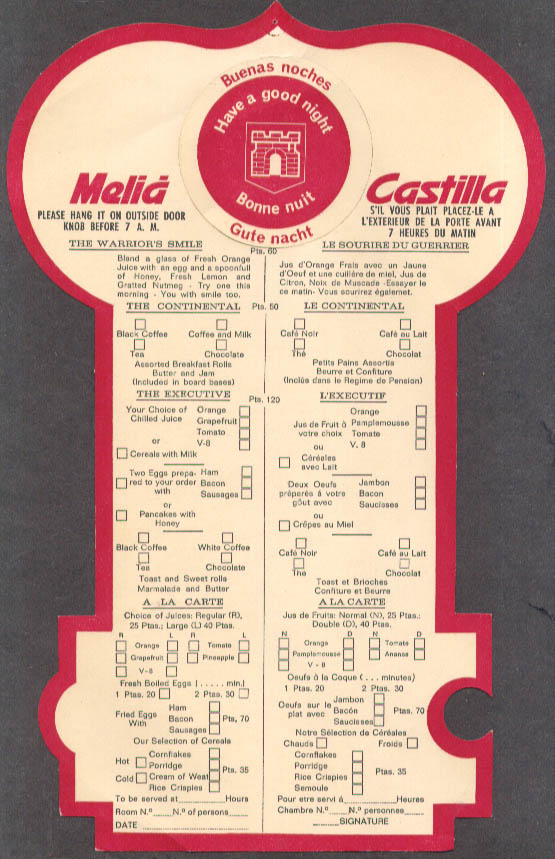 Buenas noches
Have a good night
Bonne nuit
Gute nacht
Meliá
PLEASE HANG IT ON OUTSIDE DOOR
KNOB BEFORE 7 A. M.
THE WARRIOR'S SMILE
Pts. 60
Bland a glass of Fresh Orange
Juice with an egg and a spoonfull
of Honey, Fresh Lemon and
Gratted Nutmeg - Try one this
morning - You with smile too.
THE CONTINENTAL Pts. 50
Black Coffee Coffee and Milk
Tea Chocolate
Assorted Breakfast Rolls
Butter and Jam
(Included in board bases)
THE EXECUTIVE
Pts. 120
Your Choice of Orange
Chilled Juice Grapefruit
Tomato
or V-8
Cereals with Milk
Two Eggs prepa- Ham
red to your order Bacon
with Sausages
or
Pancakes with
Honey
Black Coffee White Coffee
Tea Chocolate
Toast and Sweet rolls
Marmalade and Butter
A LA CARTE
Choice of Juices: Regular (R),
25 Ptas.; Large (L) 40 Ptas.
R L R L
Orange Tomato
Grapefruit Pineapple
V-8
Fresh Boiled Eggs (.....min.)
1 Ptas. 20 2 Ptas. 30
Ham
Fried Eggs Bacon Pts, 70
With Sausages
Our Selection of Cereals
Cornflakes
Hot Porridge
Pts. 35
Cold Cream of Weat
Rice Crispies
To be served at Hours
Room N.º N.º of persons
DATE
Castilla
S'IL VOUS PLAIT PLACEZ-LE A
L'EXTERIEUR DE LA PORTE AVANT
7 HEURES DU MATIN
LE SOURIRE DU GUERRIER
Jus d'Orange Frais avec un Jaune
d'Oeuf et une cuillère de miel, Jus de
Citron, Noix de Muscade -Essayer le
ce matin- Vous sourirez égalemet.
LE CONTINENTAL
Café Noir Café au Lait
Thé Chocolat
Petits Pains Assortis
Beurre et Confiture
(Inclùs dans le Regime de Pension)
L'EXECUTIF
Orange
Jus de Fruit à Pamplemousse
votre choix Tomate
ou V. 8
Céréales
avec Lait
Deux Oeufs Jambon
préparés à votre Bacon
goût avec Saucisses
ou
Crêpes au Miel
Café Noir Café au Lait
The Chocolat
Toast et Brioches
Confiture et Beurre
A LA CARTE
Jus de Fruits: Normal (N), 25 Ptas.;
Double (D), 40 Ptas.
N D N D
Orange Tomate
Pamplemousse Ananas
V - 8
Oeufs à la Coque (... minutes)
1 Ptas. 20 2 Ptas. 30
Jambon
Oeufs sur le Bacón Ptas. 70
plat avec Saucisses
Notre Sélection de Céréales
Chauds Froids
Cornflakes
Porridge
Rice Crispies Ptas. 35
Semoule
Pour etre servi á Heures
Chambre N.º N.º personnes
SIGNATURE